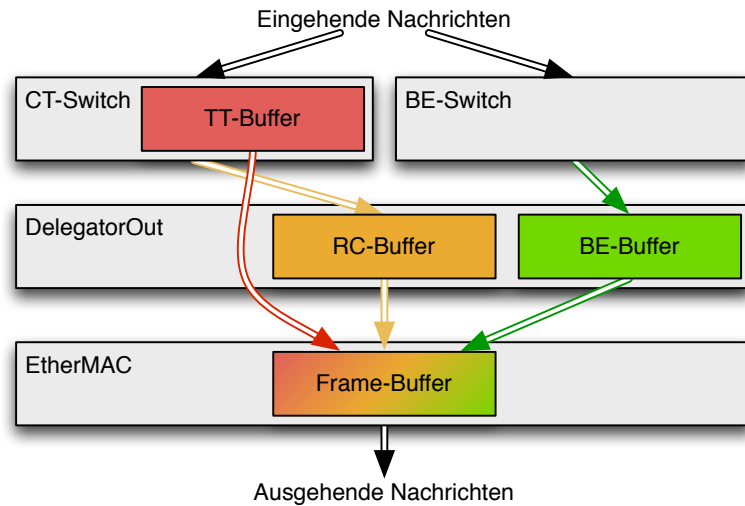 Eingehende Nachrichten
CT-Switch
TT-Buffer
BE-Switch
DelegatorOut
RC-Buffer
BE-Buffer
EtherMAC
Frame-Buffer
Ausgehende Nachrichten